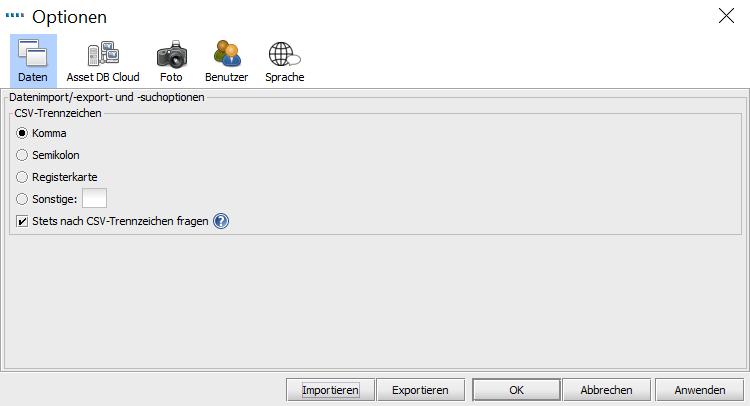 Optionen
Daten Asset DB Cloud Foto Benutzer Sprache
Datenimport/-export- und -suchoptionen
CSV-Trennzeichen
Komma
Semikolon
Registerkarte
Sonstige:
Stets nach CSV-Trennzeichen fragen ?
Importieren Exportieren OK Abbrechen Anwenden